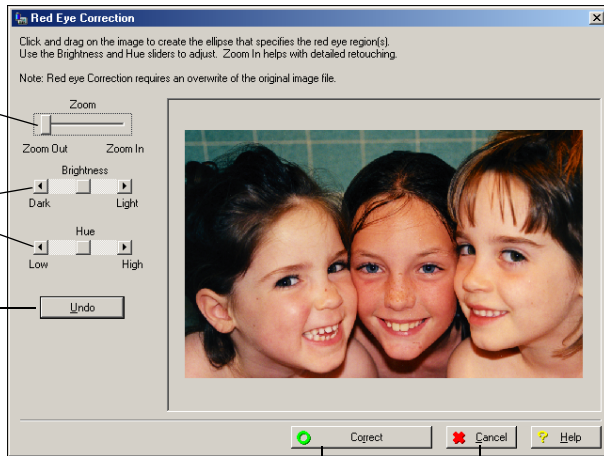 Red Eye Correction
Click and drag on the image to create the ellipse that specifies the red eye region(s).
Use the Brightness and Hue sliders to adjust. Zoom In helps with detailed retouching.
Note: Red eye Correction requires an overwrite of the original image file.
Zoom
Zoom Out Zoom In
Brightness
Dark Light
Hue
Low High
Undo
Correct Cancel Help